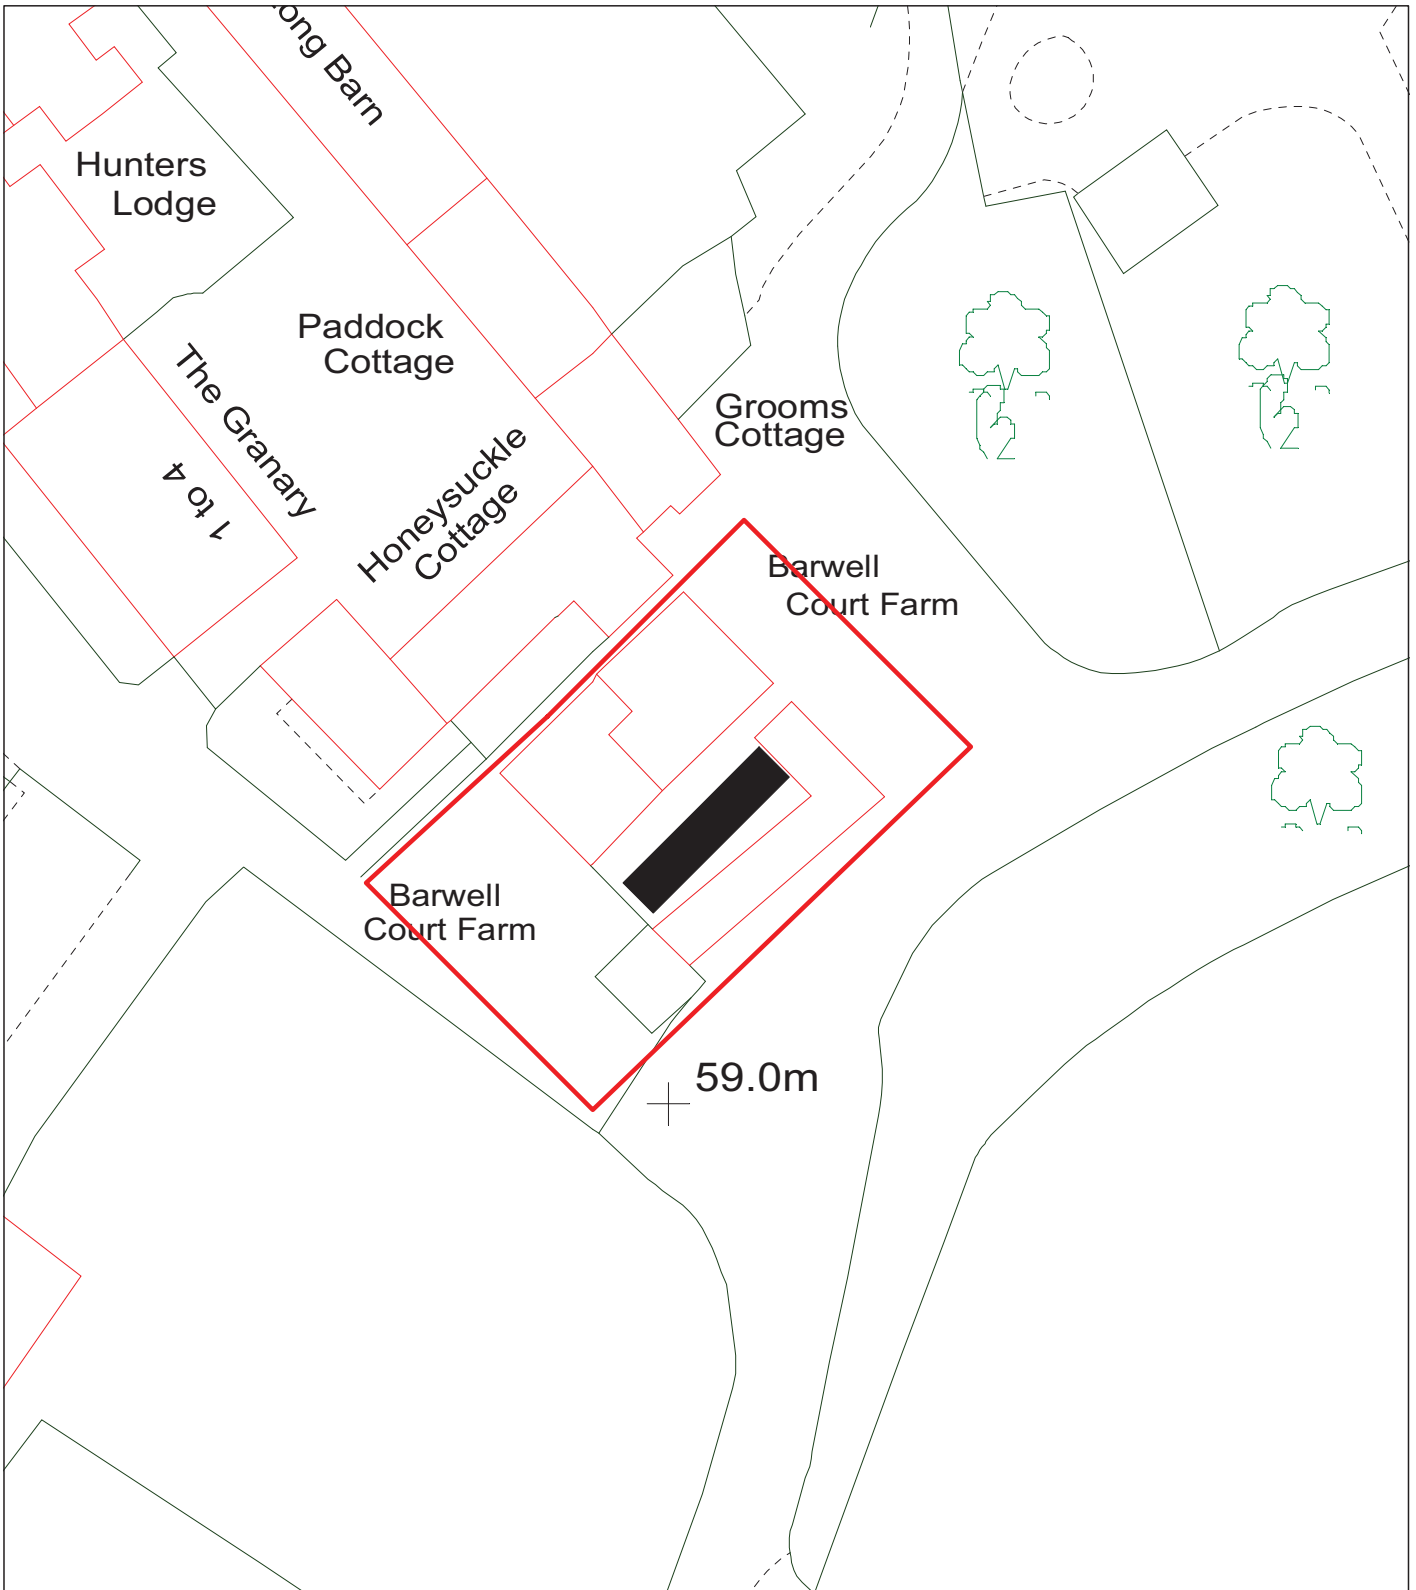 ong Barn
Hunters
Lodge
Paddock
Cottage
The Granary
1 to 4
Honeysuckle
Cottage
Grooms
Cottage
Barwell
Court Farm
Barwell
Court Farm
59.0m